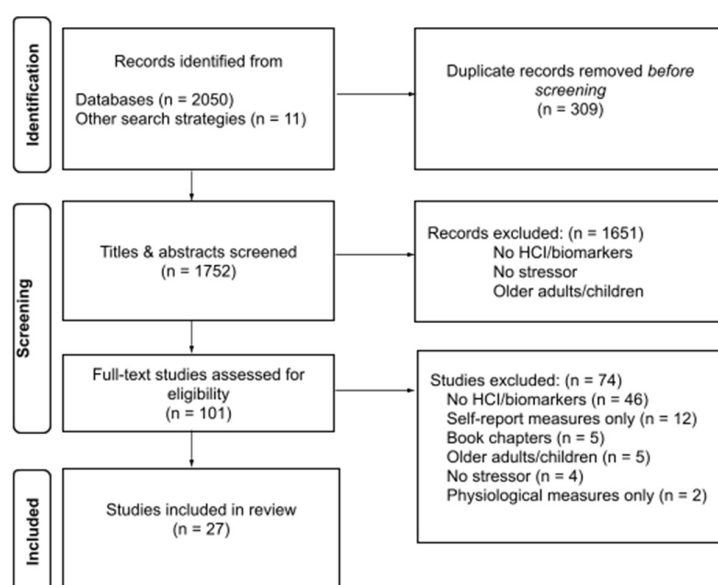 Identification
Records identified from
Databases (n = 2050)
Other search strategies (n = 11)
Duplicate records removed before
screening
(n = 309)
Screening
Titles & abstracts screened
(n = 1752)
Records excluded: (n = 1651)
No HCI/biomarkers
No stressor
Older adults/children
Full-text studies assessed for
eligibility
(n = 101)
Studies excluded: (n = 74)
No HCI/biomarkers (n = 46)
Self-report measures only (n = 12)
Book chapters (n = 5)
Older adults/children (n = 5)
No stressor (n = 4)
Physiological measures only (n = 2)
Included
Studies included in review
(n = 27)